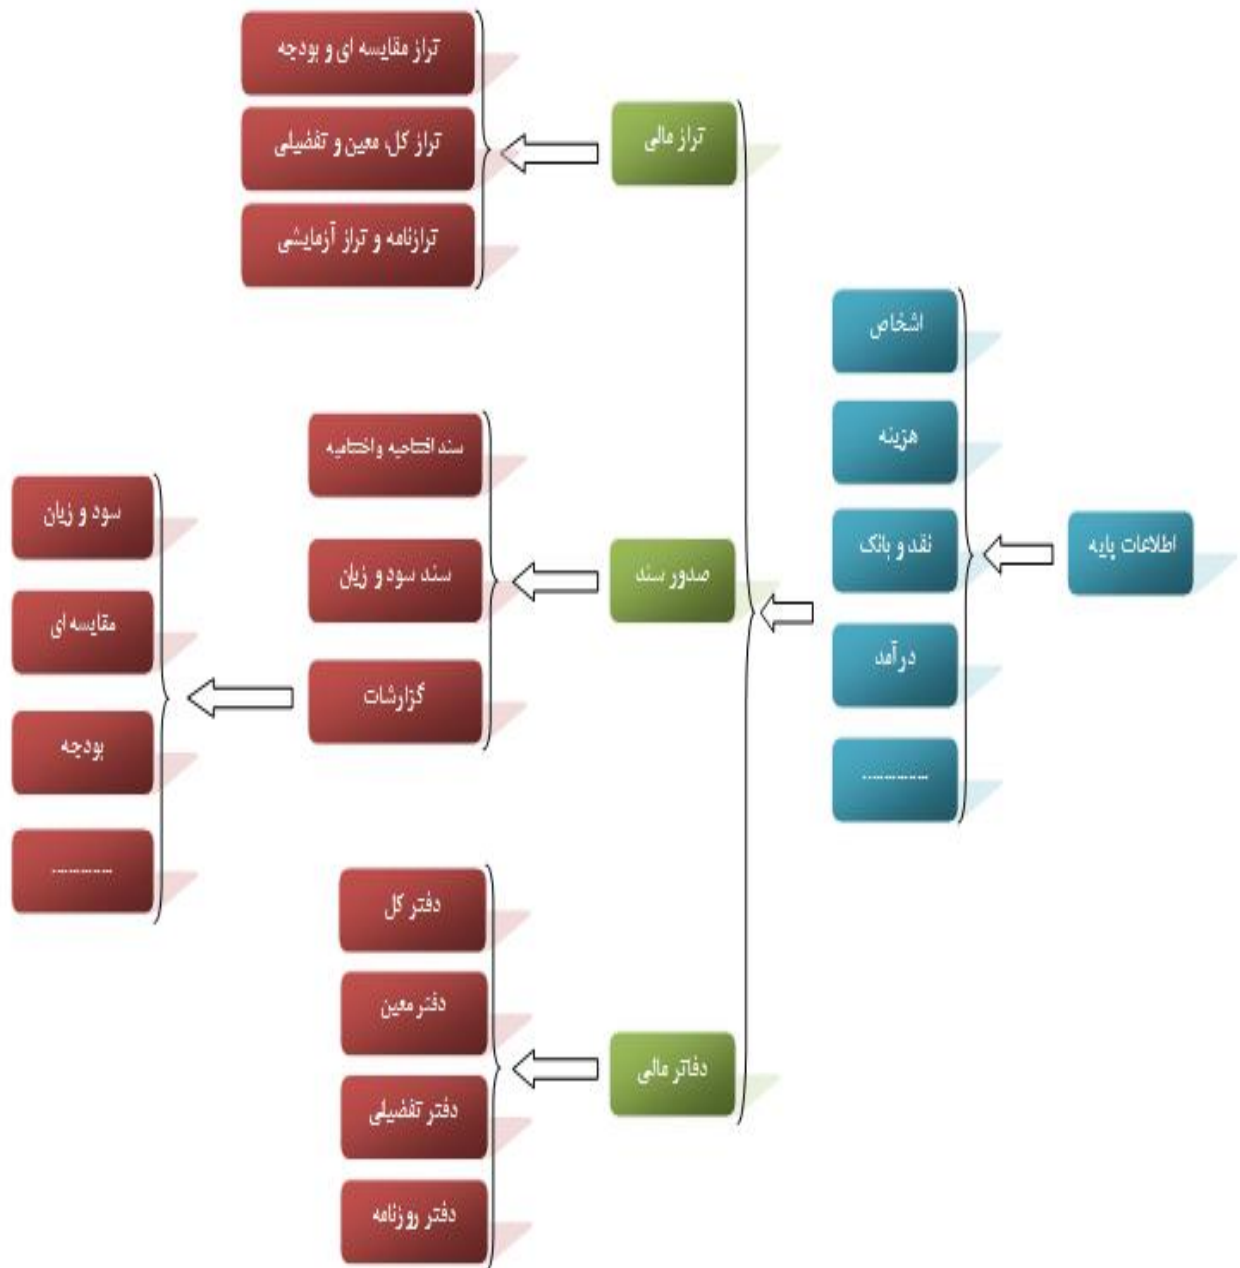 اطلاعات پایه
اشخاص
هزینه
نقد و بانک
درآمد
...............
تراز مالی
صدور سند
دفاتر مالی
تراز مقایسه ای و بودجه
تراز کل، معین و تفضیلی
ترازنامه و تراز آزمایشی
سند افتتاحیه و اختتامیه
سند سود و زیان
گزارشات
دفتر کل
دفتر معین
دفتر تفضیلی
دفتر روزنامه
سود و زیان
مقایسه ای
بودجه
..............